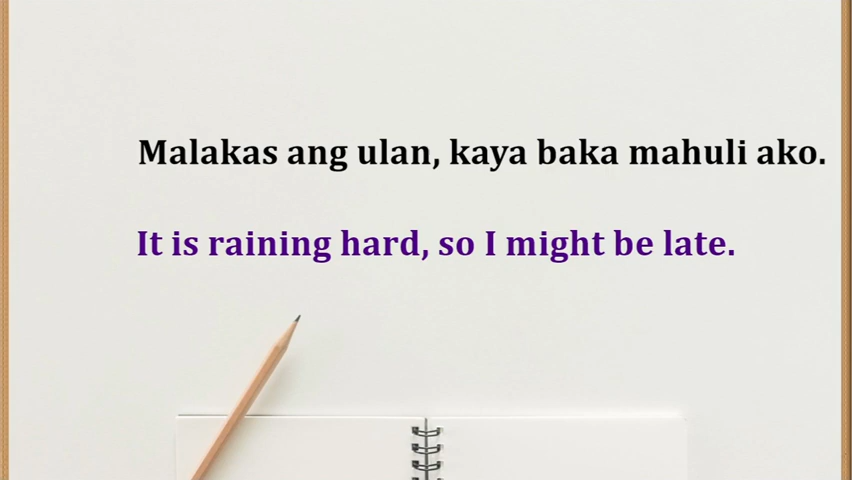 Malakas ang ulan, kaya baka mahuli ako.
It is raining hard, so I might be late.